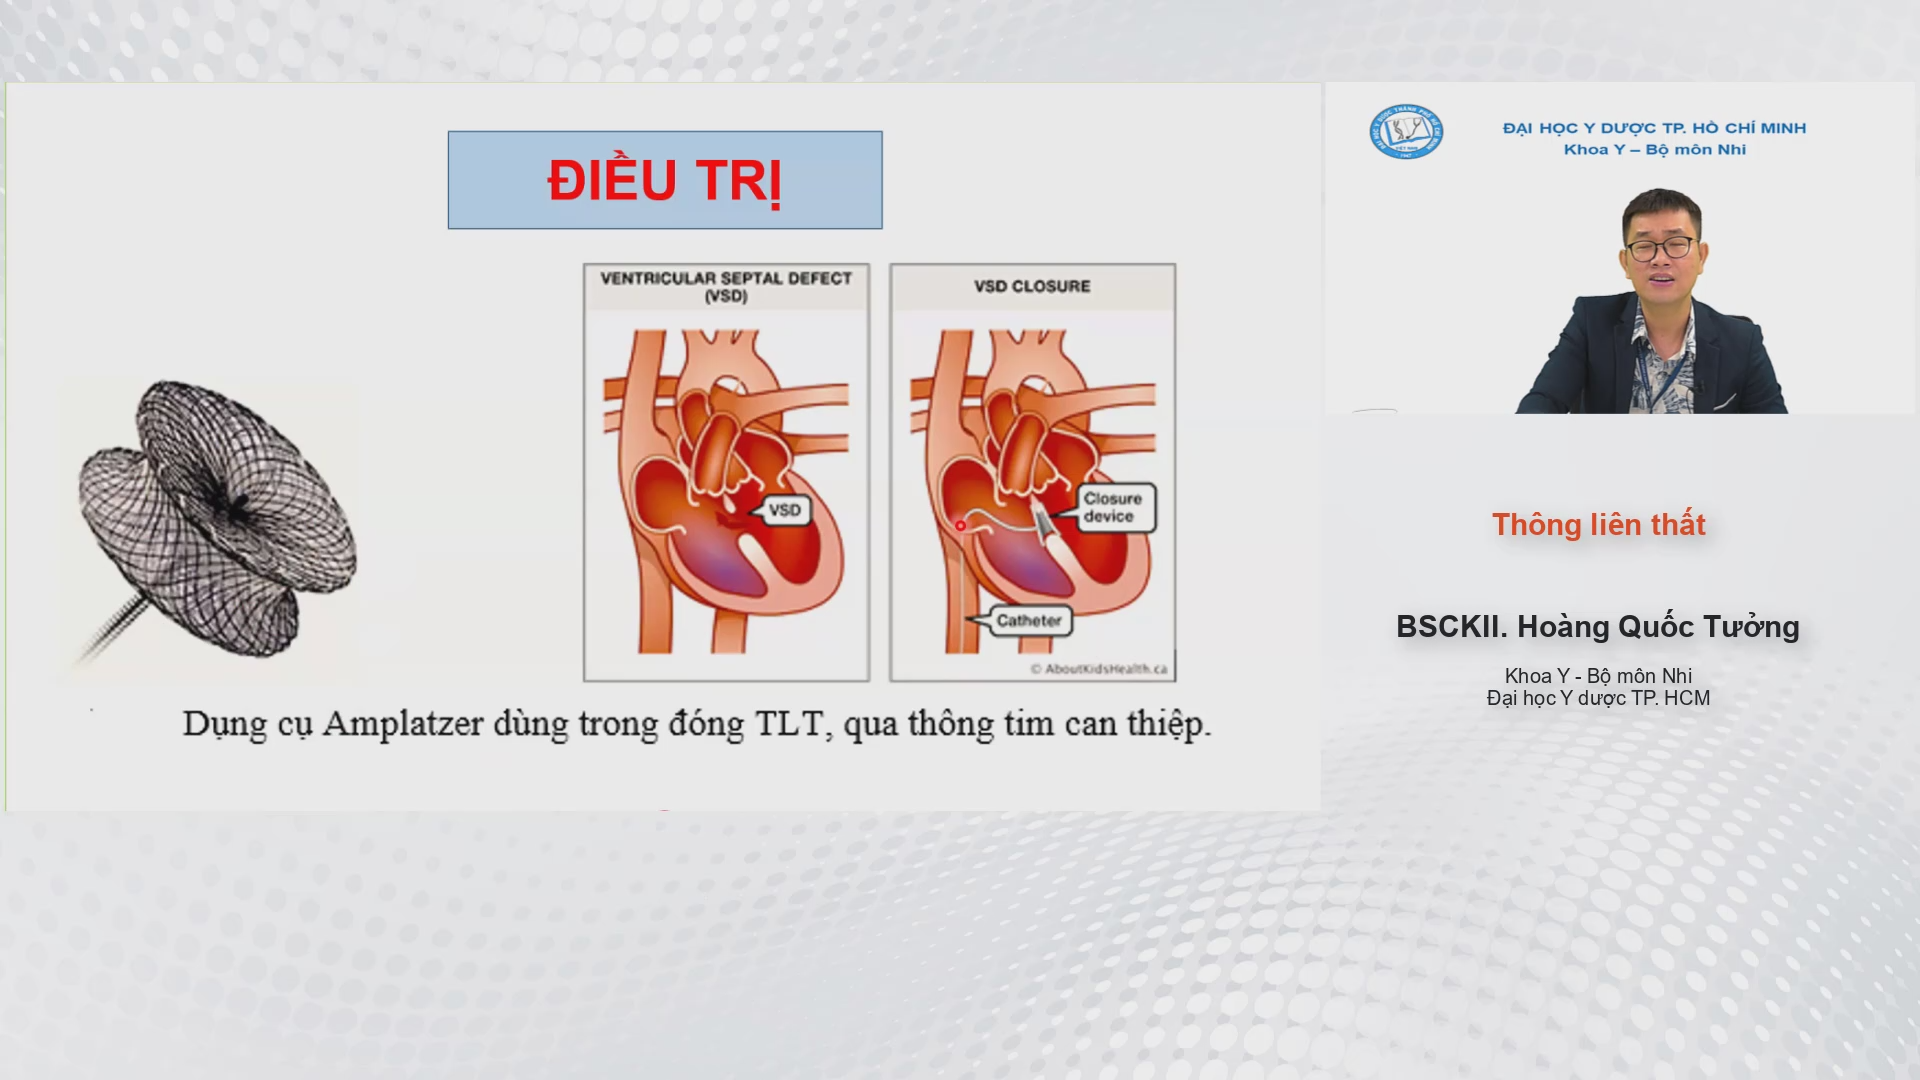 ĐIỀU TRỊ
VENTRICULAR SEPTAL DEFECT
(VSD)
VSD
VSD CLOSURE
Closure
device
Catheter
© AboutKidsHealth.ca
Dụng cụ Amplatzer dùng trong đóng TLT, qua thông tim can thiệp.
ĐẠI HỌC Y DƯỢC TP. HỒ CHÍ MINH
Khoa Y – Bộ môn Nhi
Thông liên thất
BSCKII. Hoàng Quốc Tưởng
Khoa Y - Bộ môn Nhi
Đại học Y dược TP. HCM